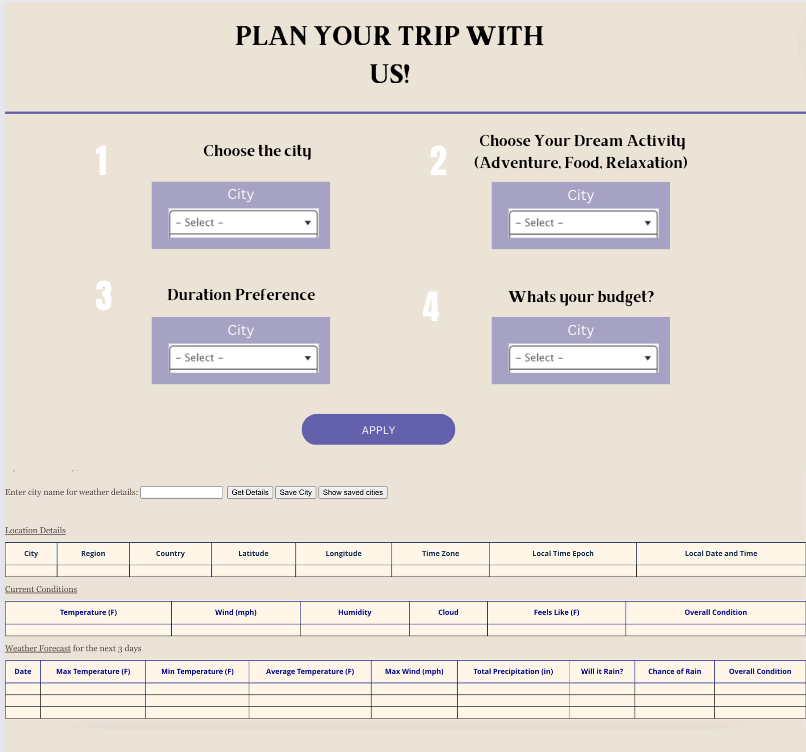 PLAN YOUR TRIP WITH
US!
1
Choose the city
City
– Select –
2
Choose Your Dream Activity
(Adventure, Food, Relaxation)
City
– Select –
3
Duration Preference
City
– Select –
4
Whats your budget?
City
– Select –
APPLY
Enter city name for weather details: Get Details Save City Show saved cities
Location Details
City Region Country Latitude Longitude Time Zone Local Time Epoch Local Date and Time
Current Conditions
Temperature (F) Wind (mph) Humidity Cloud Feels Like (F) Overall Condition
Weather Forecast for the next 3 days
Date Max Temperature (F) Min Temperature (F) Average Temperature (F) Max Wind (mph) Total Precipitation (in) Will it Rain? Chance of Rain Overall Condition